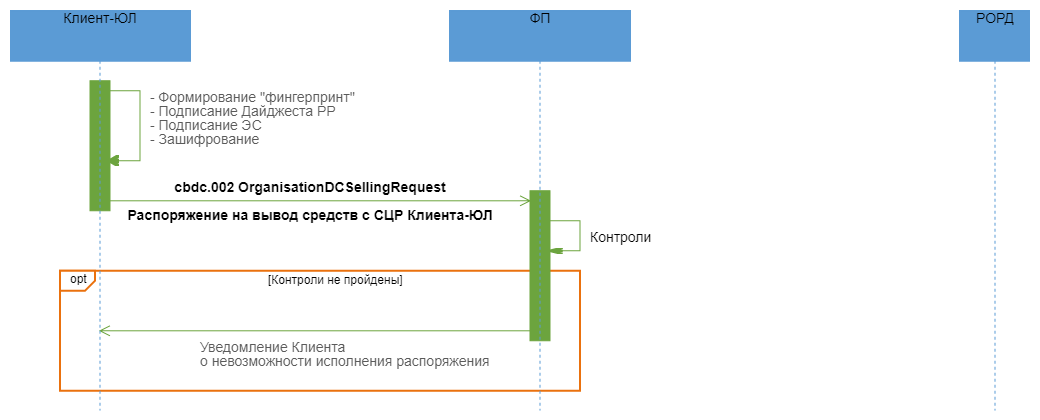 Клиент-ЮЛ
ФП
РОРД
- Формирование "фингерпринт"
- Подписание Дайджеста РР
- Подписание ЭС
- Зашифрование
cbdc.002 OrganisationDCSellingRequest
Распоряжение на вывод средств с СЦР Клиента-ЮЛ
Контроли
opt
[Контроли не пройдены]
Уведомление Клиента
о невозможности исполнения распоряжения